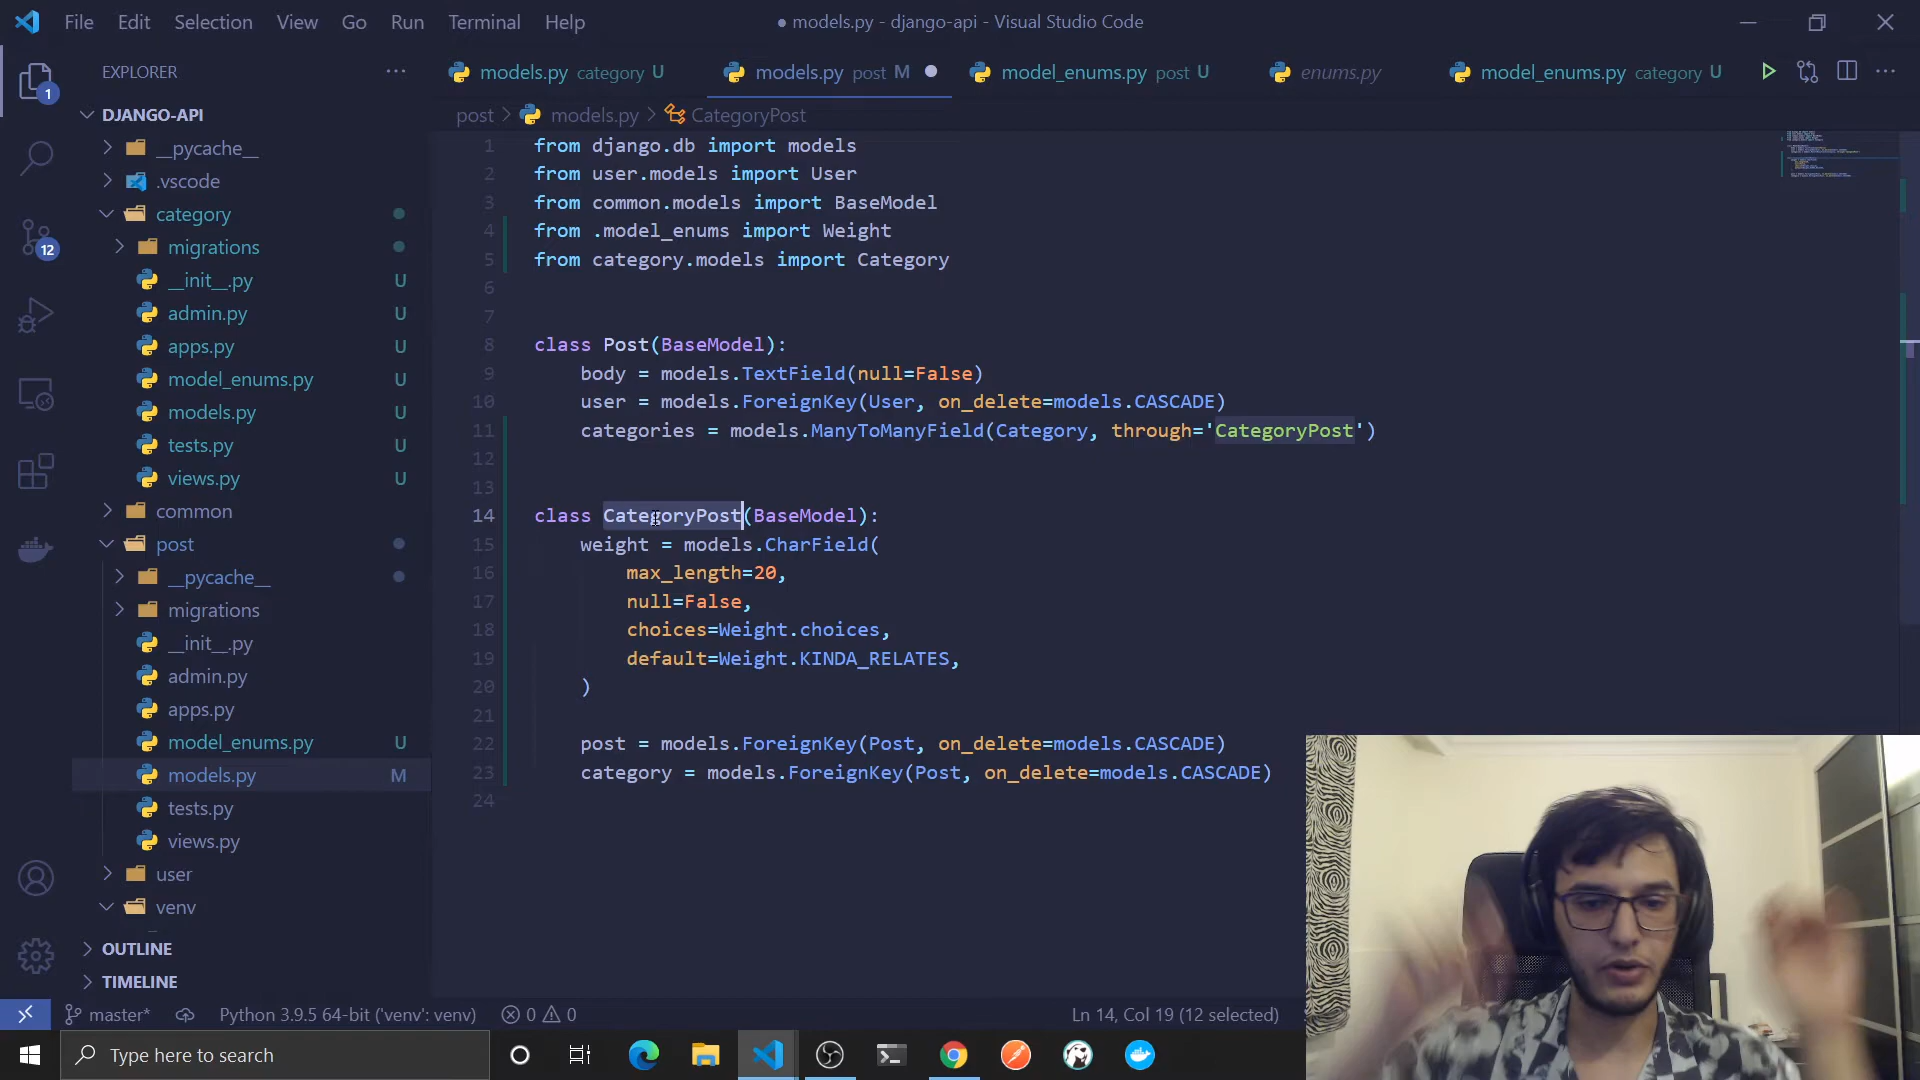 File Edit Selection View Go Run Terminal Help
● models.py - django-api - Visual Studio Code
EXPLORER
models.py category U
models.py post M
model_enums.py post U
enums.py
model_enums.py category U
1
DJANGO-API
post > models.py > CategoryPost
__pycache__
.vscode
category
migrations
12
__init__.py U
admin.py U
apps.py U
model_enums.py U
models.py U
tests.py U
views.py U
common
post
__pycache__
migrations
__init__.py
admin.py
apps.py
model_enums.py U
models.py M
tests.py
views.py
user
venv
OUTLINE
TIMELINE
1 from django.db import models
2 from user.models import User
3 from common.models import BaseModel
4 from .model_enums import Weight
5 from category.models import Category
6
7
8 class Post(BaseModel):
9 body = models.TextField(null=False)
10 user = models.ForeignKey(User, on_delete=models.CASCADE)
11 categories = models.ManyToManyField(Category, through='CategoryPost')
12
13
14 class CategoryPost(BaseModel):
15 weight = models.CharField(
16 max_length=20,
17 null=False,
18 choices=Weight.choices,
19 default=Weight.KINDA_RELATES,
20 )
21
22 post = models.ForeignKey(Post, on_delete=models.CASCADE)
23 category = models.ForeignKey(Post, on_delete=models.CASCADE)
24
master* Python 3.9.5 64-bit ('venv': venv) 0 0 Ln 14, Col 19 (12 selected)
Type here to search